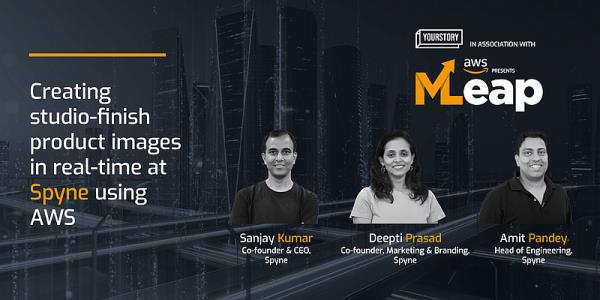 YOURSTORY
IN ASSOCIATION WITH
aws
PRESENTS
MLeap
Creating
studio-finish
product images
in real-time at
Spyne using
AWS
Sanjay Kumar
Co-founder & CEO,
Spyne
Deepti Prasad
Co-founder, Marketing & Branding,
Spyne
Amit Pandey
Head of Engineering,
Spyne